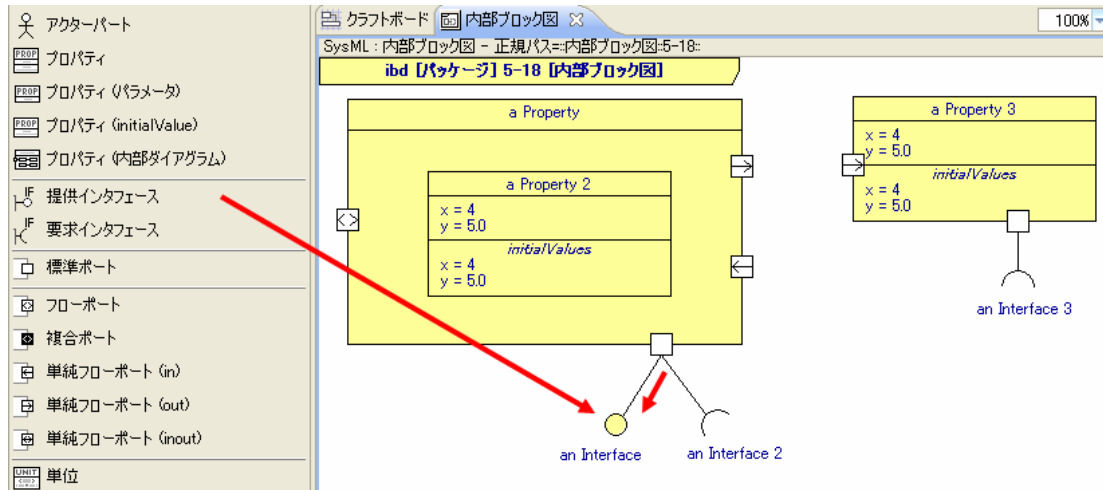 アクターパート
PROP プロパティ
PROP プロパティ (パラメータ)
PROP プロパティ (initialValue)
プロパティ (内部ダイアグラム)
IF 提供インタフェース
IF 要求インタフェース
標準ポート
フローポート
複合ポート
単純フローポート (in)
単純フローポート (out)
単純フローポート (inout)
UNIT 単位
クラフトボード 内部ブロック図
100%
SysML : 内部ブロック図 - 正規パス=::内部ブロック図::5-18::
ibd [パッケージ] 5-18 [内部ブロック図]
a Property
a Property 2
x = 4
y = 5.0
initialValues
x = 4
y = 5.0
an Interface
an Interface 2
a Property 3
x = 4
y = 5.0
initialValues
x = 4
y = 5.0
an Interface 3